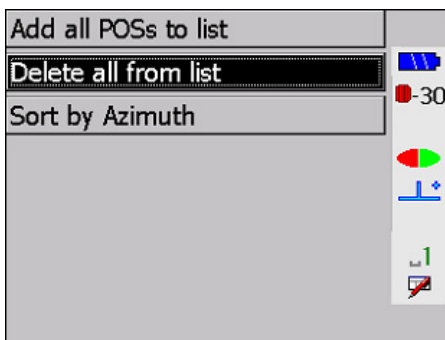 Add all POSs to list
Delete all from list
Sort by Azimuth
-30
1